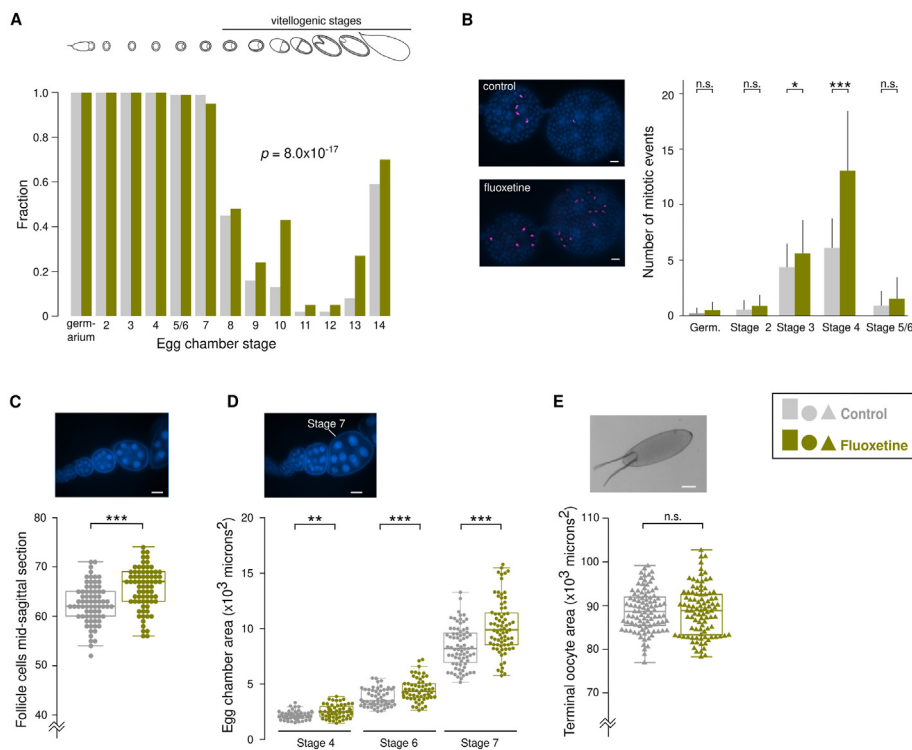 A
vitellogenic stages
1.0
0.8
0.6
0.4
0.2
0
Fraction
p = 8.0x10-17
germ-
arium
2 3 4 5/6 7 8 9 10 11 12 13 14
Egg chamber stage
B
control
fluoxetine
n.s. n.s. * *** n.s.
20
15
10
5
0
Number of mitotic events
Germ. Stage 2 Stage 3 Stage 4 Stage 5/6
C
***
80
70
60
50
40
Follicle cells mid-sagittal section
D
Stage 7
** *** ***
20
15
10
5
0
Egg chamber area (x10³ microns²)
Stage 4 Stage 6 Stage 7
E
n.s.
110
100
90
80
70
60
Terminal oocyte area (x10³ microns²)
Control
Fluoxetine